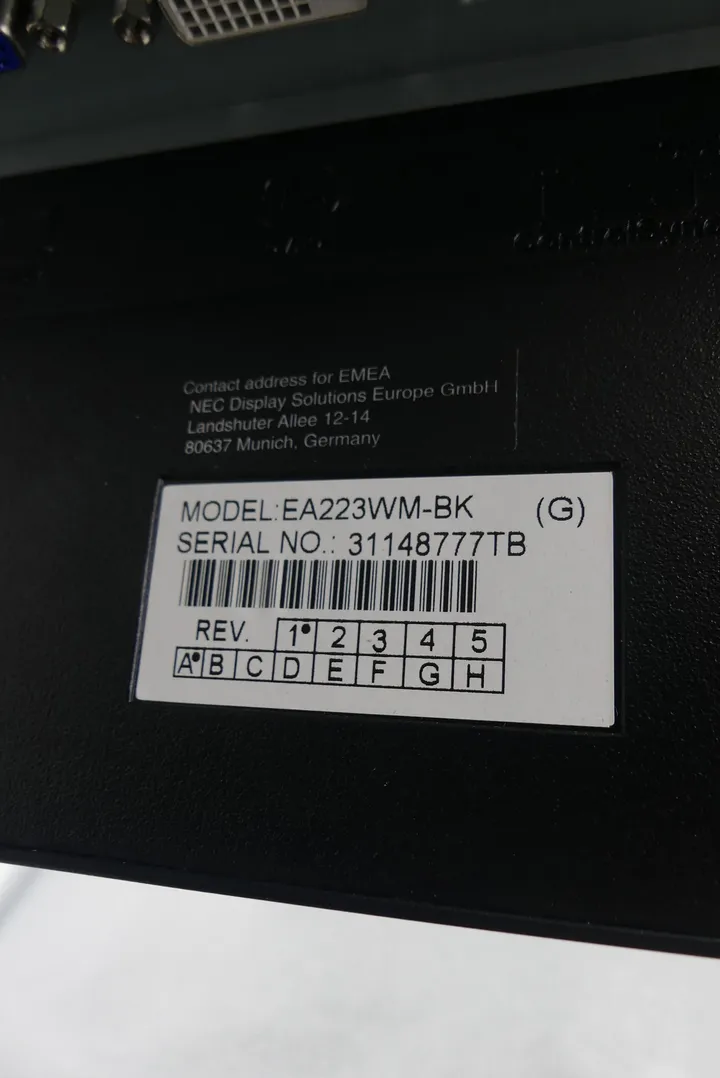 Contact address for EMEA
NEC Display Solutions Europe GmbH
Landshuter Allee 12-14
80637 Munich, Germany
MODEL:EA223WM-BK (G)
SERIAL NO.: 31148777TB
REV. 1 2 3 4 5
A B C D E F G H